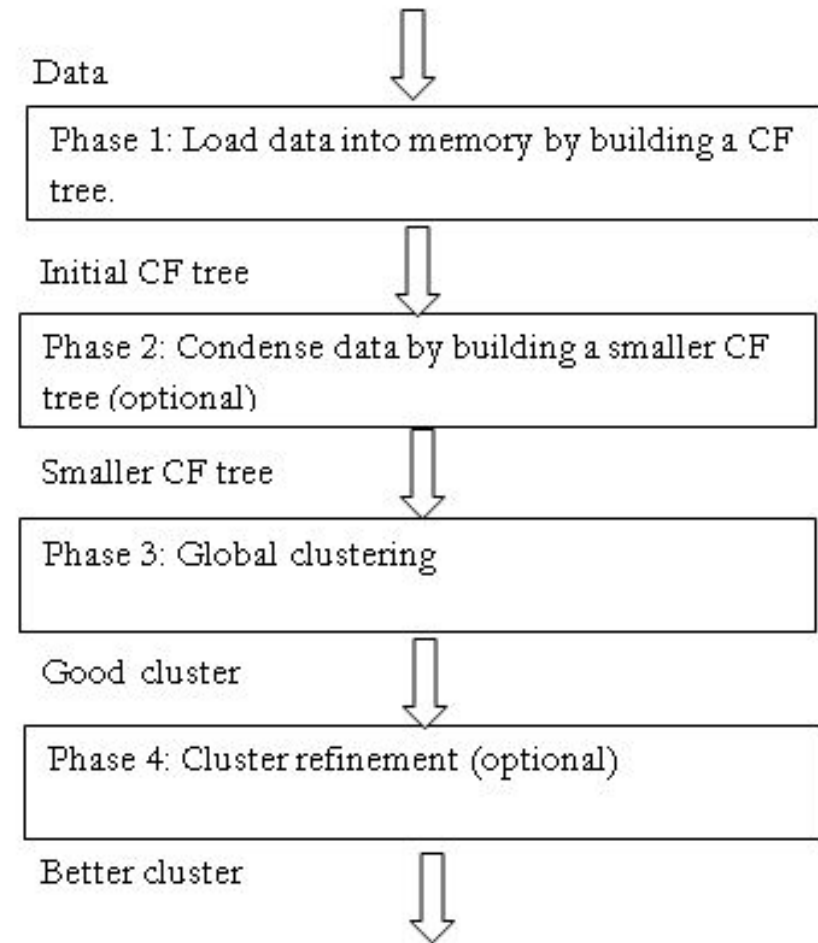 Data
Phase 1: Load data into memory by building a CF
tree.
Initial CF tree
Phase 2: Condense data by building a smaller CF
tree (optional)
Smaller CF tree
Phase 3: Global clustering
Good cluster
Phase 4: Cluster refinement (optional)
Better cluster